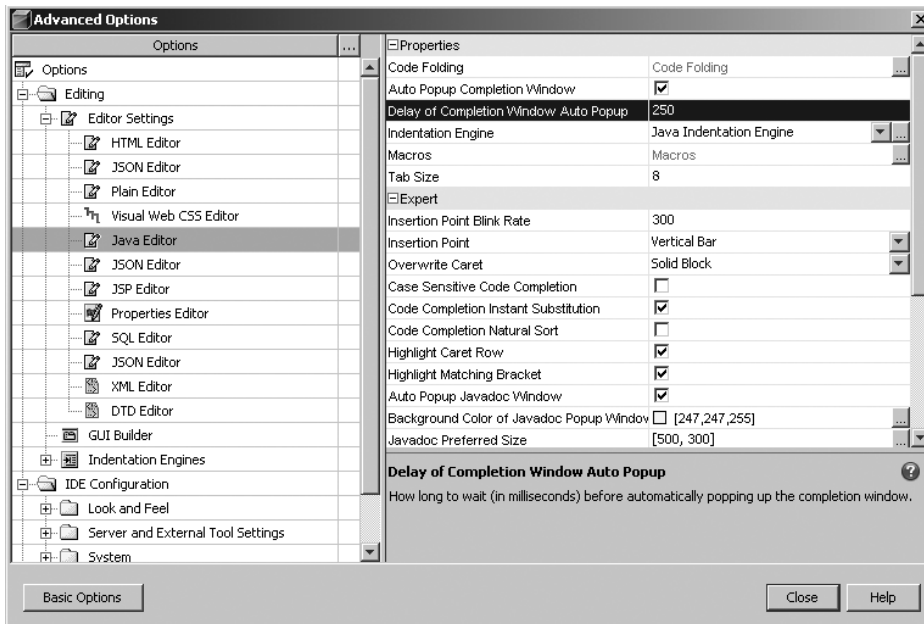 Advanced Options
Options
...
Options
Editing
Editor Settings
HTML Editor
JSON Editor
Plain Editor
Visual Web CSS Editor
Java Editor
JSON Editor
JSP Editor
Properties Editor
SQL Editor
JSON Editor
XML Editor
DTD Editor
GUI Builder
Indentation Engines
IDE Configuration
Look and Feel
Server and External Tool Settings
System
Properties
Code Folding Code Folding ...
Auto Popup Completion Window
Delay of Completion Window Auto Popup 250
Indentation Engine Java Indentation Engine ...
Macros Macros ...
Tab Size 8
Expert
Insertion Point Blink Rate 300
Insertion Point Vertical Bar
Overwrite Caret Solid Block
Case Sensitive Code Completion
Code Completion Instant Substitution
Code Completion Natural Sort
Highlight Caret Row
Highlight Matching Bracket
Auto Popup Javadoc Window
Background Color of Javadoc Popup Window [247,247,255] ...
Javadoc Preferred Size [500, 300] ...
Delay of Completion Window Auto Popup
?
How long to wait (in milliseconds) before automatically popping up the completion window.
Basic Options
Close
Help